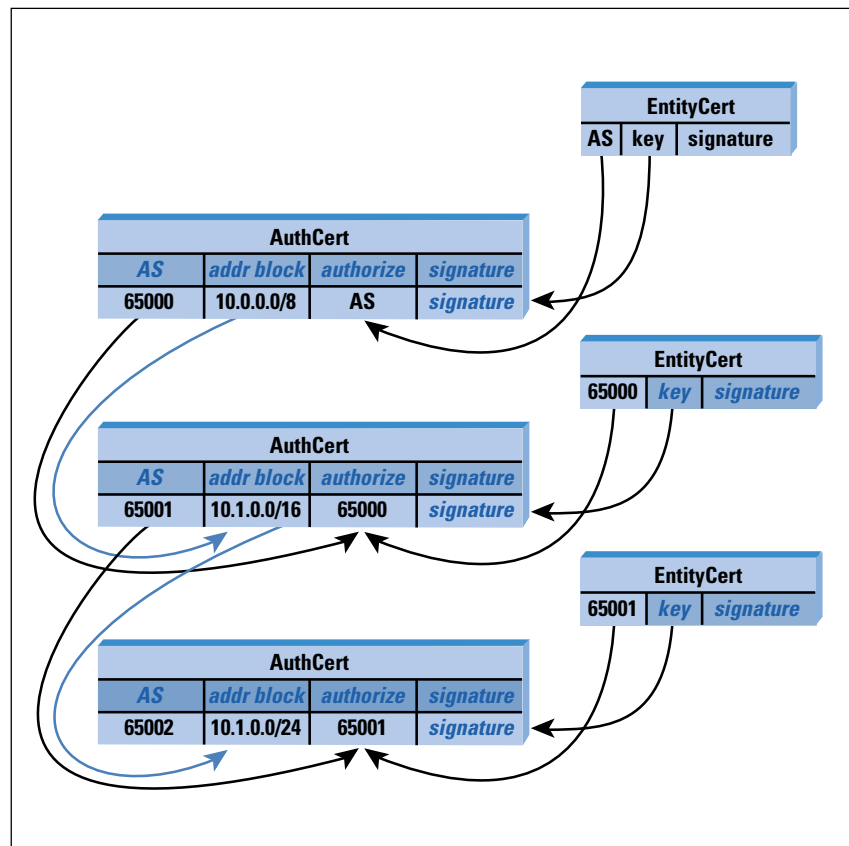 EntityCert
AS key signature
AuthCert
AS addr block authorize signature
65000 10.0.0.0/8 AS signature
EntityCert
65000 key signature
AuthCert
AS addr block authorize signature
65001 10.1.0.0/16 65000 signature
EntityCert
65001 key signature
AuthCert
AS addr block authorize signature
65002 10.1.0.0/24 65001 signature